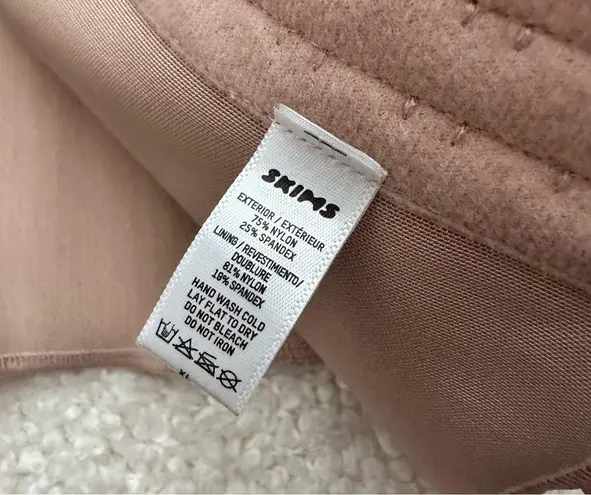 SKIMS
EXTERIOR / EXTÉRIEUR
75% NYLON
25% SPANDEX
LINING / REVESTIMIENTO/
DOUBLURE
81% NYLON
19% SPANDEX
HAND WASH COLD
LAY FLAT TO DRY
DO NOT BLEACH
DO NOT IRON